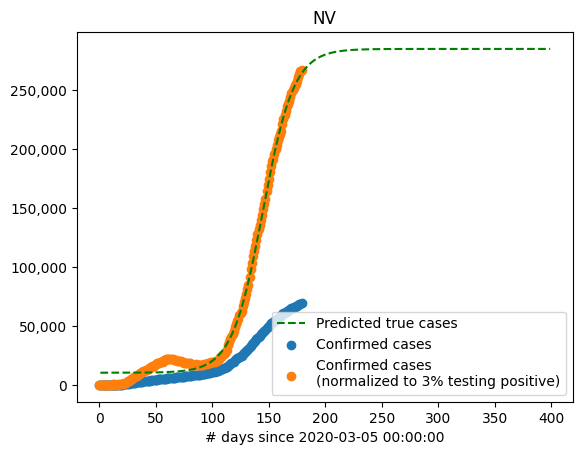 NV
250,000
200,000
150,000
100,000
50,000
0
Predicted true cases
Confirmed cases
Confirmed cases
(normalized to 3% testing positive)
0 50 100 150 200 250 300 350 400
# days since 2020-03-05 00:00:00